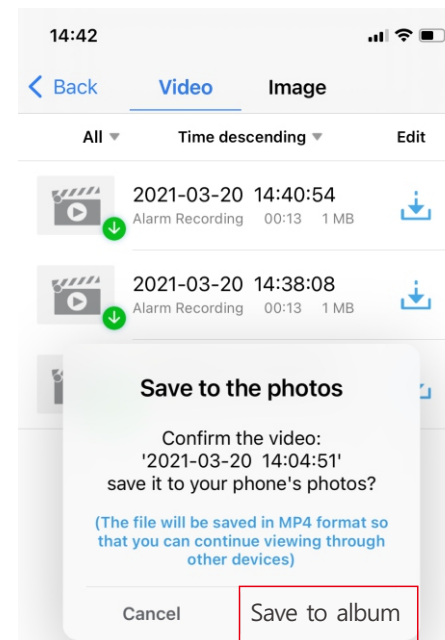 14:42
Back Video Image
All Time descending Edit
2021-03-20 14:40:54
Alarm Recording 00:13 1 MB
2021-03-20 14:38:08
Alarm Recording 00:13 1 MB
Save to the photos
Confirm the video:
'2021-03-20 14:04:51'
save it to your phone's photos?
(The file will be saved in MP4 format so
that you can continue viewing through
other devices)
Cancel Save to album